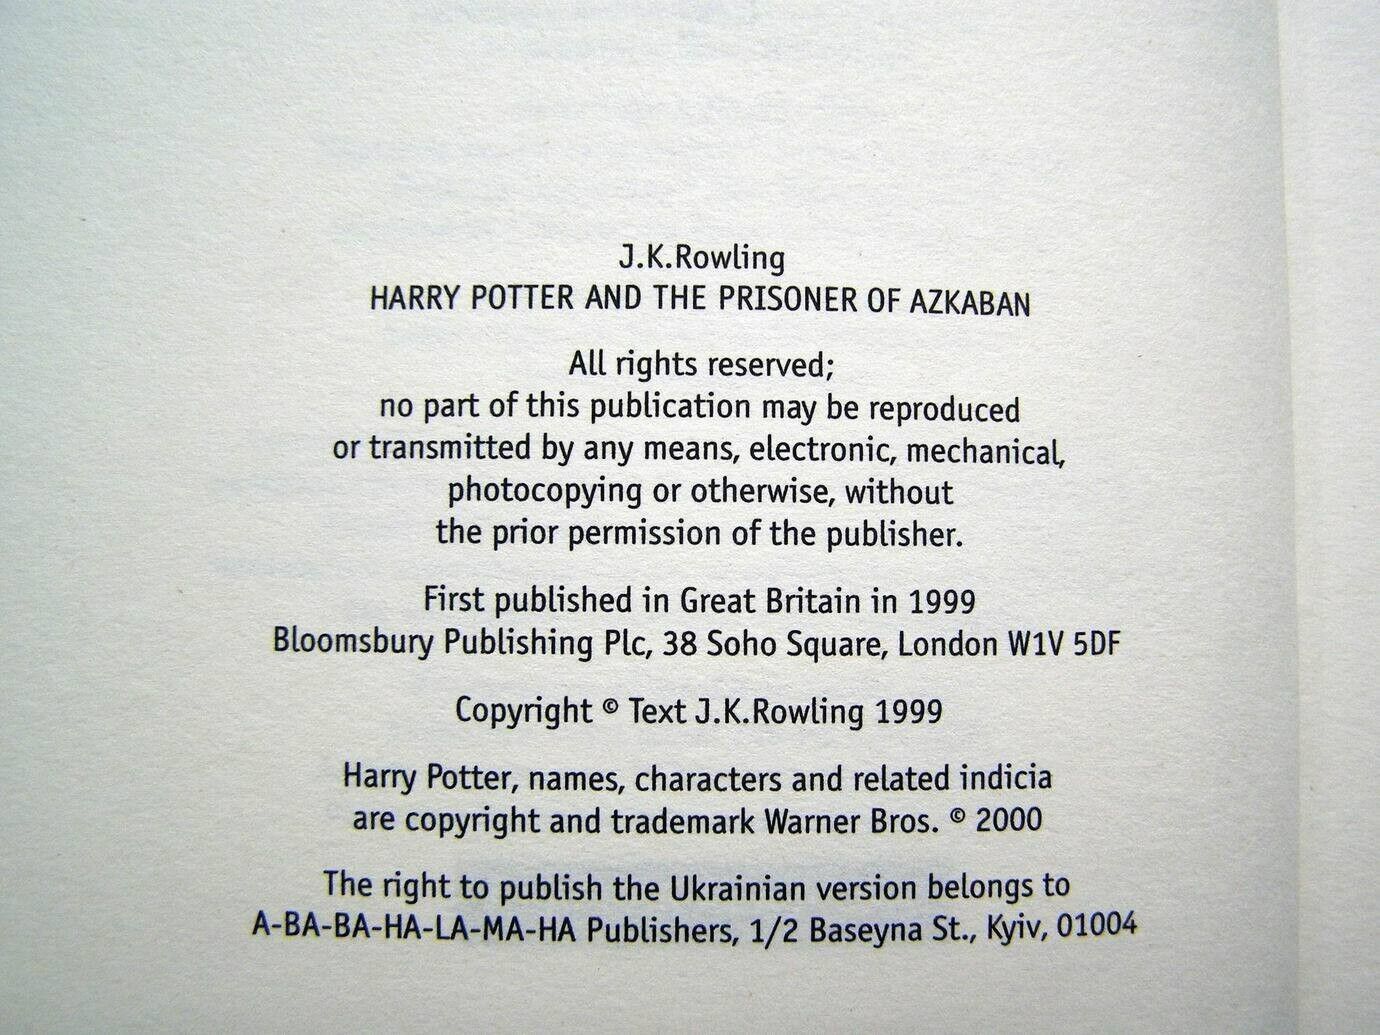 J.K.Rowling
HARRY POTTER AND THE PRISONER OF AZKABAN
All rights reserved;
no part of this publication may be reproduced
or transmitted by any means, electronic, mechanical,
photocopying or otherwise, without
the prior permission of the publisher.
First published in Great Britain in 1999
Bloomsbury Publishing Plc, 38 Soho Square, London W1V 5DF
Copyright © Text J.K.Rowling 1999
Harry Potter, names, characters and related indicia
are copyright and trademark Warner Bros. © 2000
The right to publish the Ukrainian version belongs to
A-BA-BA-HA-LA-MA-HA Publishers, 1/2 Baseyna St., Kyiv, 01004